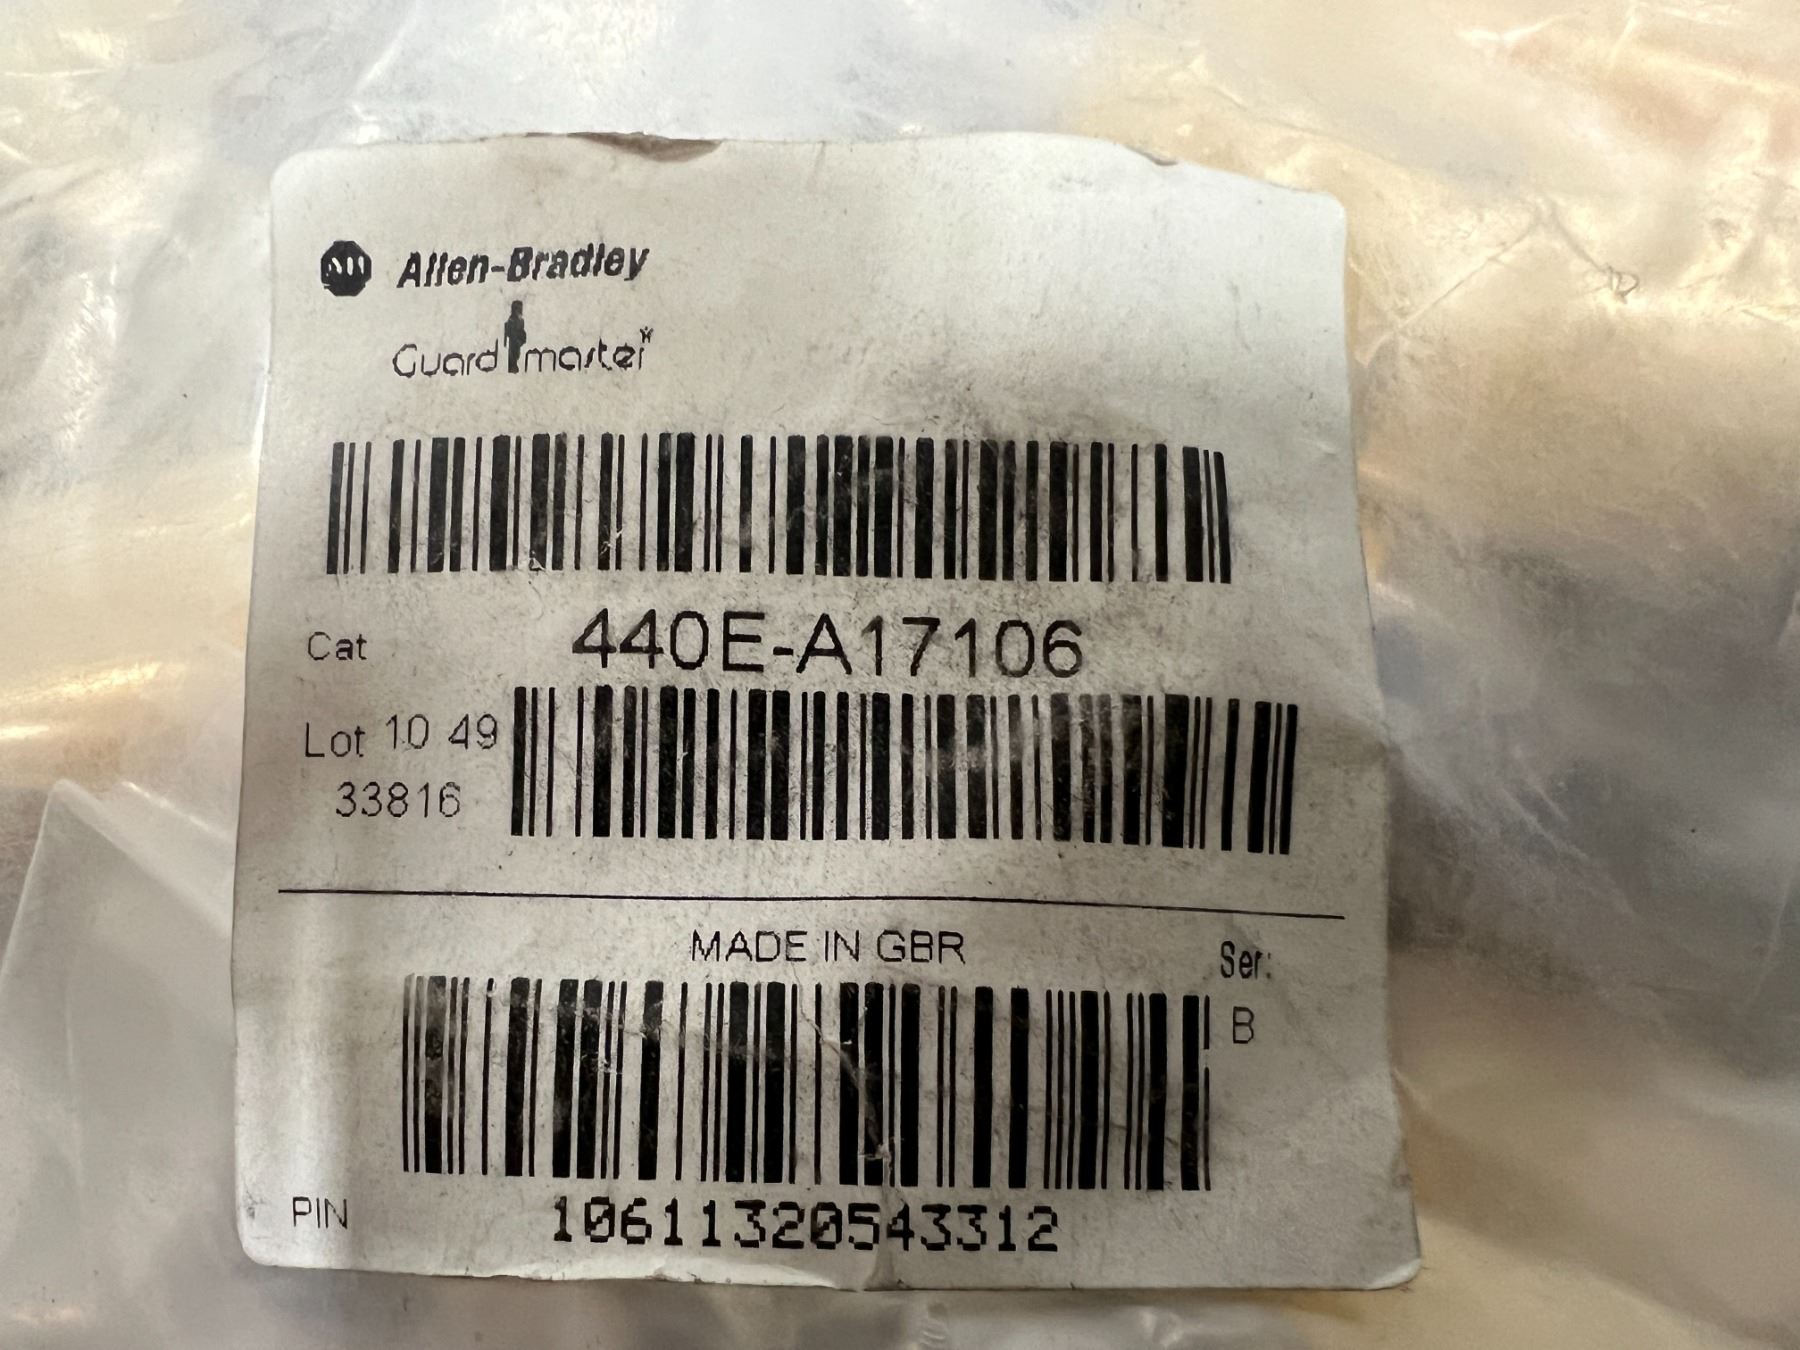 Allen-Bradley
Guardmaster
Cat 440E-A17106
Lot 10 49
33816
MADE IN GBR
Ser:
B
PIN 10611320543312